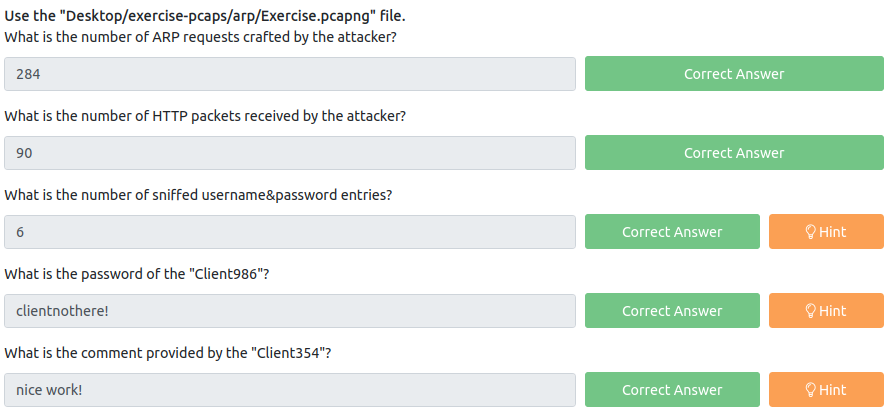 Use the "Desktop/exercise-pcaps/arp/Exercise.pcapng" file.
What is the number of ARP requests crafted by the attacker?
284
Correct Answer
What is the number of HTTP packets received by the attacker?
90
Correct Answer
What is the number of sniffed username&password entries?
6
Correct Answer
Hint
What is the password of the "Client986"?
clientnothere!
Correct Answer
Hint
What is the comment provided by the "Client354"?
nice work!
Correct Answer
Hint